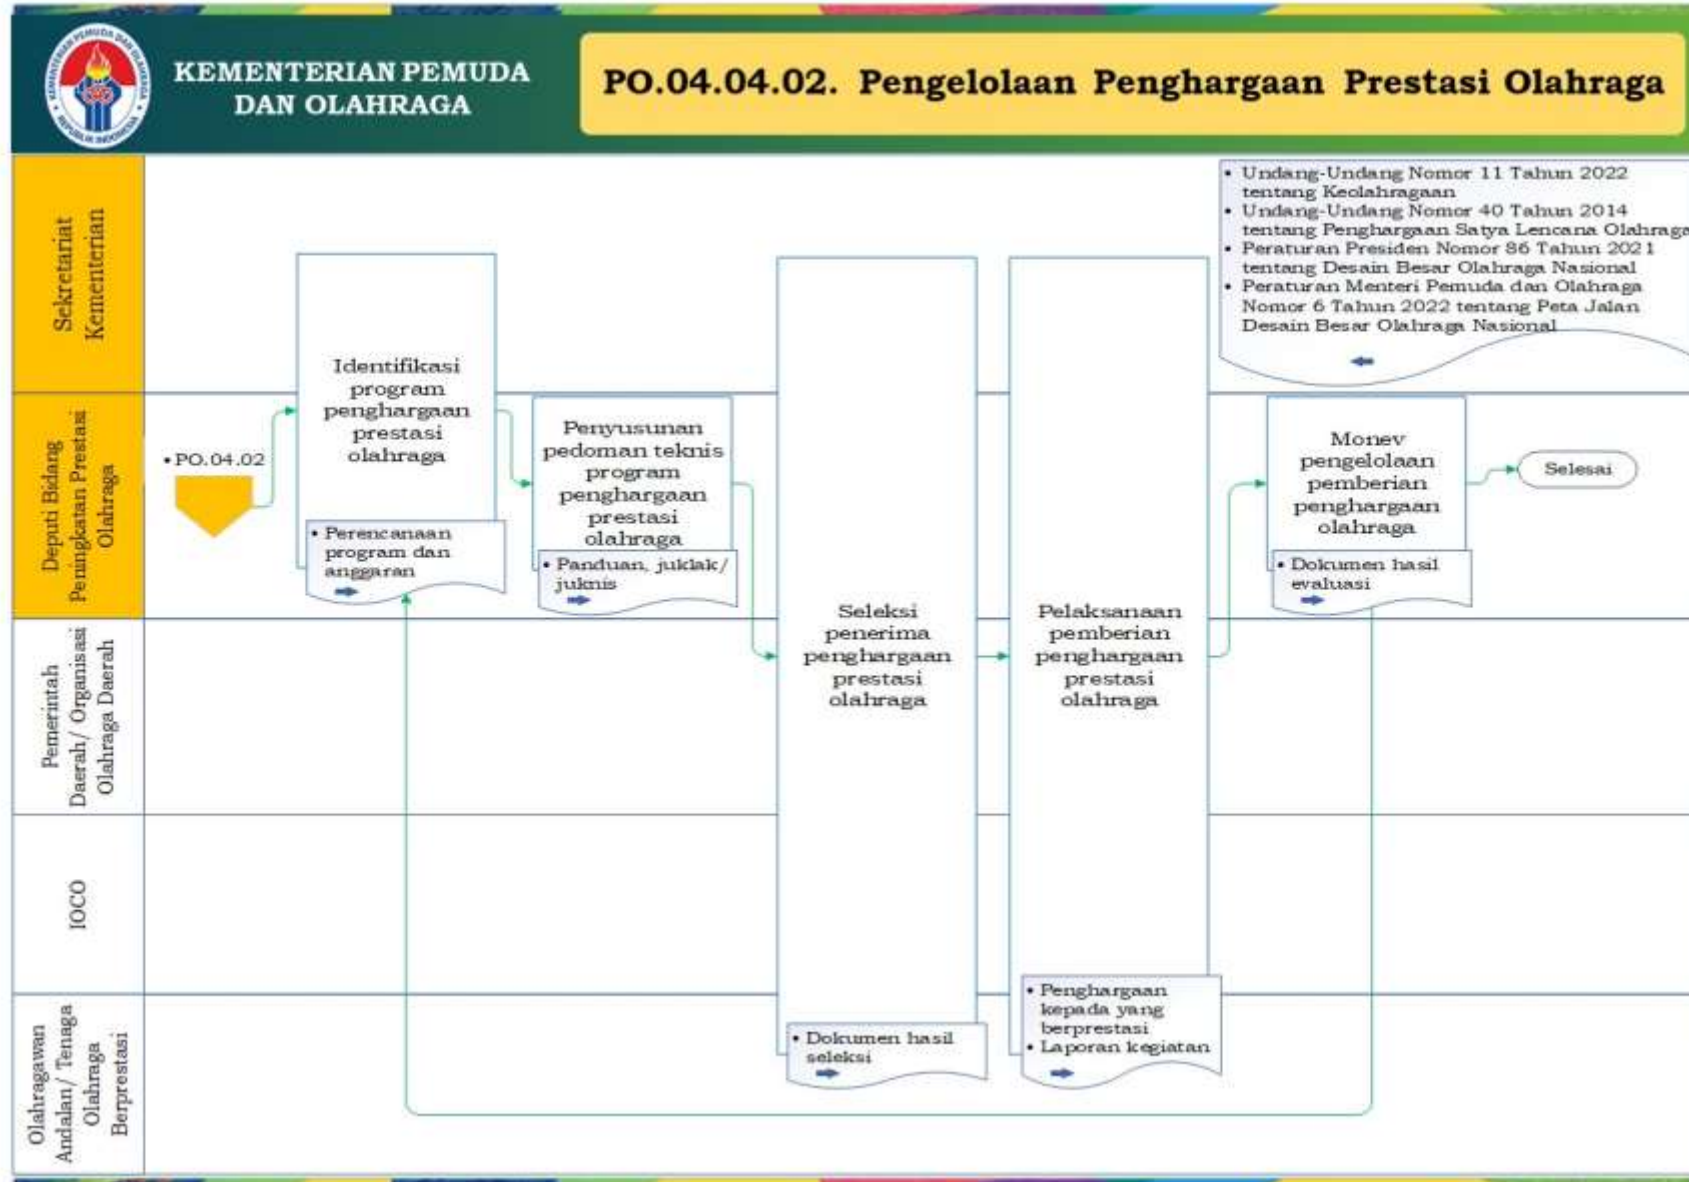 KEMENTERIAN PEMUDA DAN OLAHRAGA
REPUBLIK INDONESIA
KEMENTERIAN PEMUDA
DAN OLAHRAGA
PO.04.04.02. Pengelolaan Penghargaan Prestasi Olahraga
Sekretariat
Kementerian
• Undang-Undang Nomor 11 Tahun 2022
tentang Keolahragaan
• Undang-Undang Nomor 40 Tahun 2014
tentang Penghargaan Satya Lencana Olahraga
• Peraturan Presiden Nomor 86 Tahun 2021
tentang Desain Besar Olahraga Nasional
• Peraturan Menteri Pemuda dan Olahraga
Nomor 6 Tahun 2022 tentang Peta Jalan
Desain Besar Olahraga Nasional
Deputi Bidang
Peningkatan Prestasi
Olahraga
• PO.04.02
Identifikasi
program
penghargaan
prestasi
olahraga
• Perencanaan
program dan
anggaran
Penyusunan
pedoman teknis
program
penghargaan
prestasi
olahraga
• Panduan, juklak/
juknis
Seleksi
penerima
penghargaan
prestasi
olahraga
• Dokumen hasil
seleksi
Pelaksanaan
pemberian
penghargaan
prestasi
olahraga
• Penghargaan
kepada yang
berprestasi
• Laporan kegiatan
Monev
pengelolaan
pemberian
penghargaan
olahraga
• Dokumen hasil
evaluasi
Selesai
Pemerintah
Daerah/ Organisasi
Olahraga Daerah
IOCO
Olahragawan
Andalan/ Tenaga
Olahraga
Berprestasi